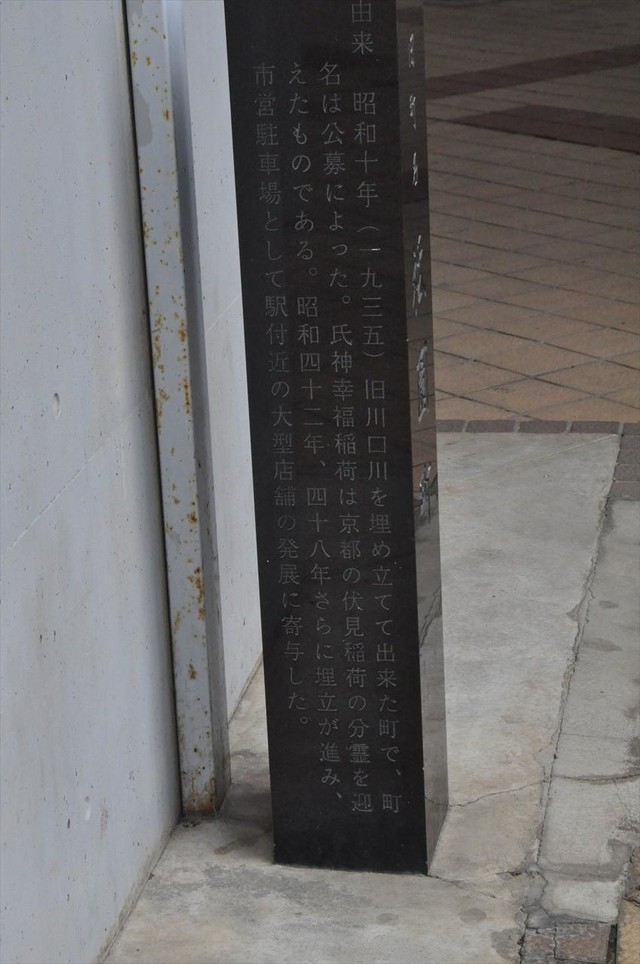 由来　昭和十年（一九三五）旧川口川を埋め立てて出来た町で、町
名は公募によった。氏神幸福稲荷は京都の伏見稲荷の分霊を迎
えたものである。昭和四十二年、四十八年さらに埋立が進み、
市営駐車場として駅付近の大型店舗の発展に寄与した。